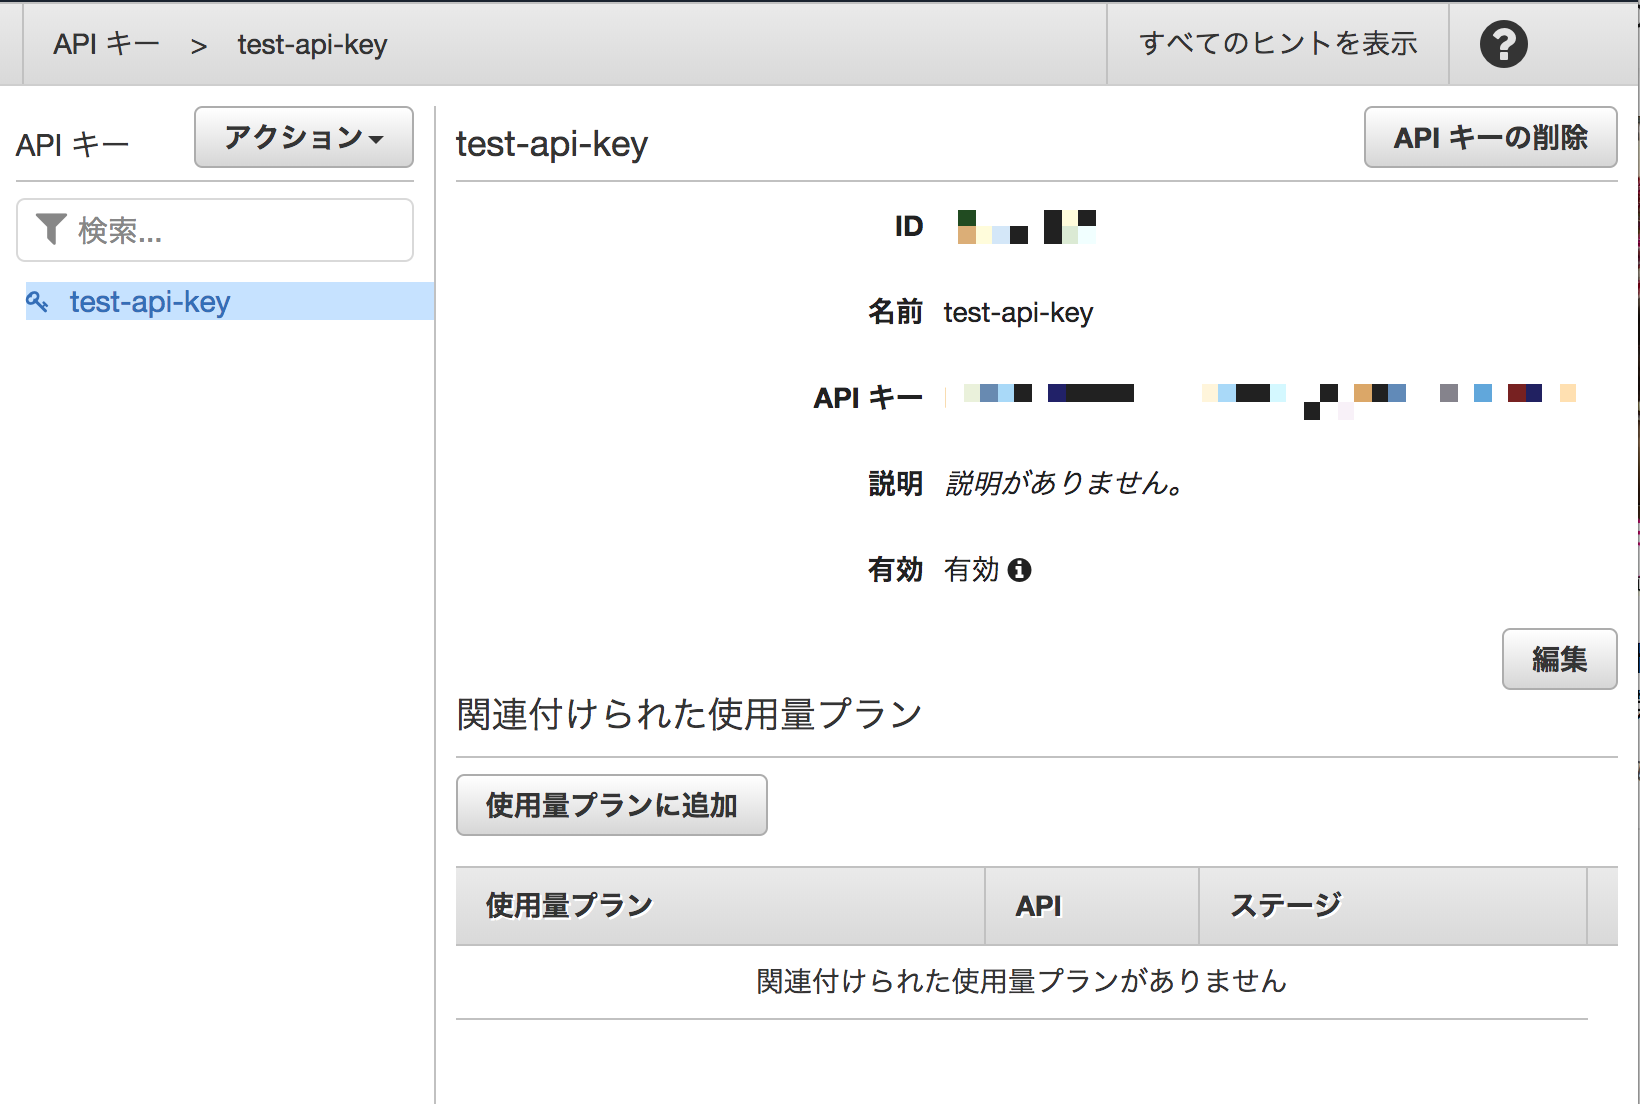 API キー > test-api-key
すべてのヒントを表示
API キー
アクション
検索...
test-api-key
test-api-key
API キーの削除
ID
名前 test-api-key
API キー
説明 説明がありません。
有効 有効
編集
関連付けられた使用量プラン
使用量プランに追加
使用量プラン API ステージ
関連付けられた使用量プランがありません